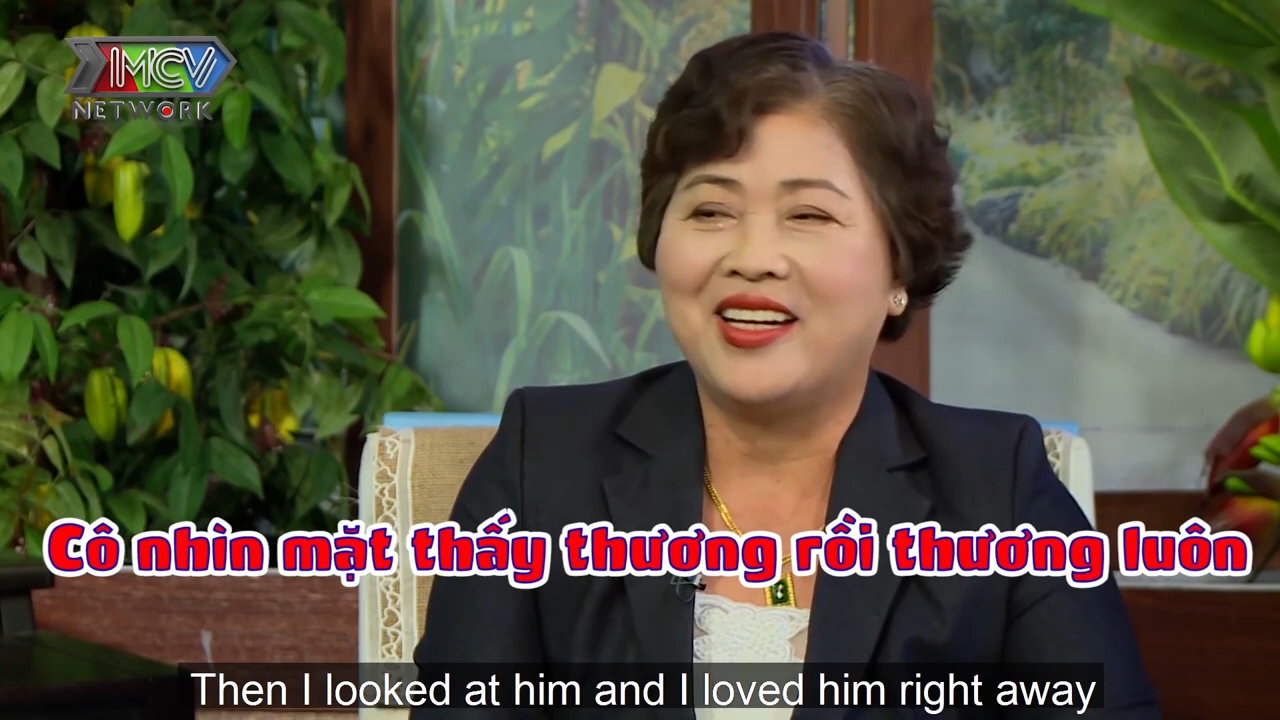 MCV
NETWORK
Cô nhìn mặt thấy thương rồi thương luôn
Then I looked at him and I loved him right away